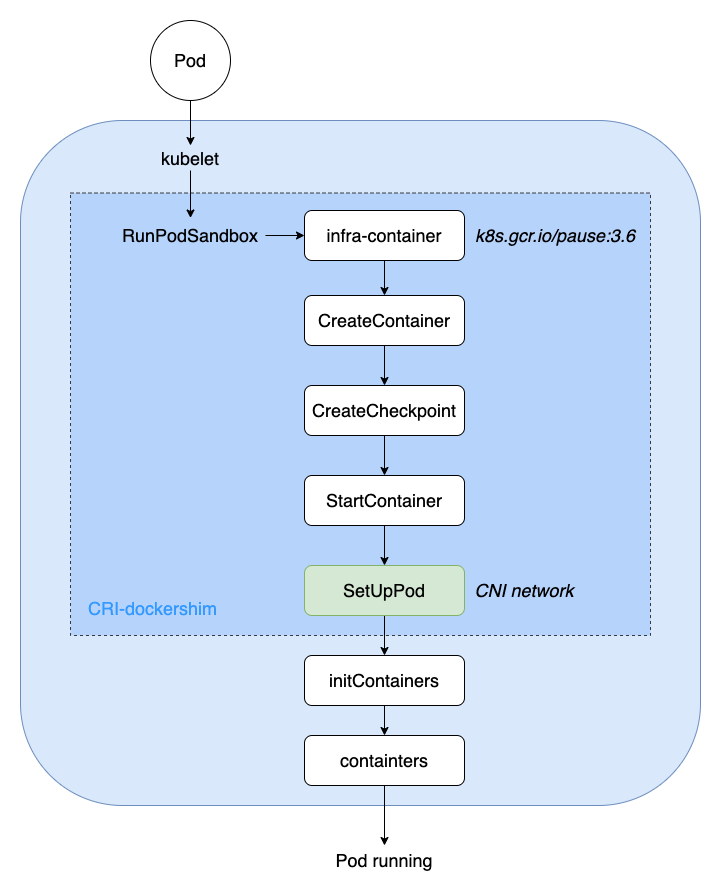 Pod
kubelet
RunPodSandbox
infra-container
k8s.gcr.io/pause:3.6
CreateContainer
CreateCheckpoint
StartContainer
SetUpPod
CNI network
CRI-dockershim
initContainers
containters
Pod running